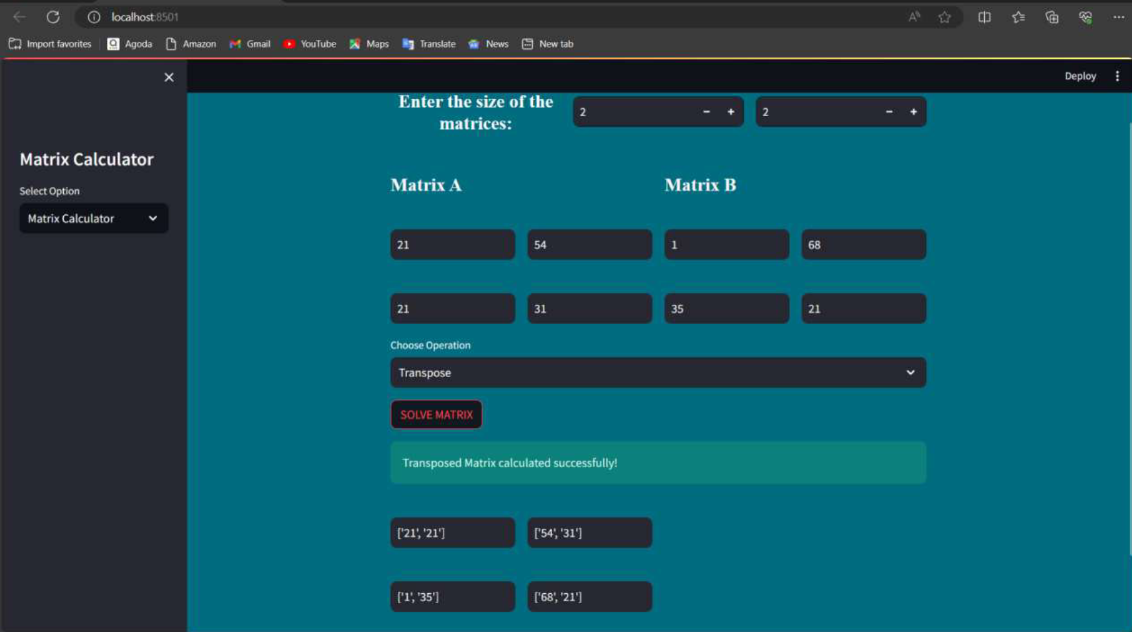 localhost:8501
Import favorites Agoda Amazon Gmail YouTube Maps Translate News New tab
Deploy
Matrix Calculator
Select Option
Matrix Calculator
Enter the size of the
matrices:
2 - + 2 - +
Matrix A Matrix B
21 54 1 68
21 31 35 21
Choose Operation
Transpose
SOLVE MATRIX
Transposed Matrix calculated successfully!
['21', '21'] ['54', '31']
['1', '35'] ['68', '21']